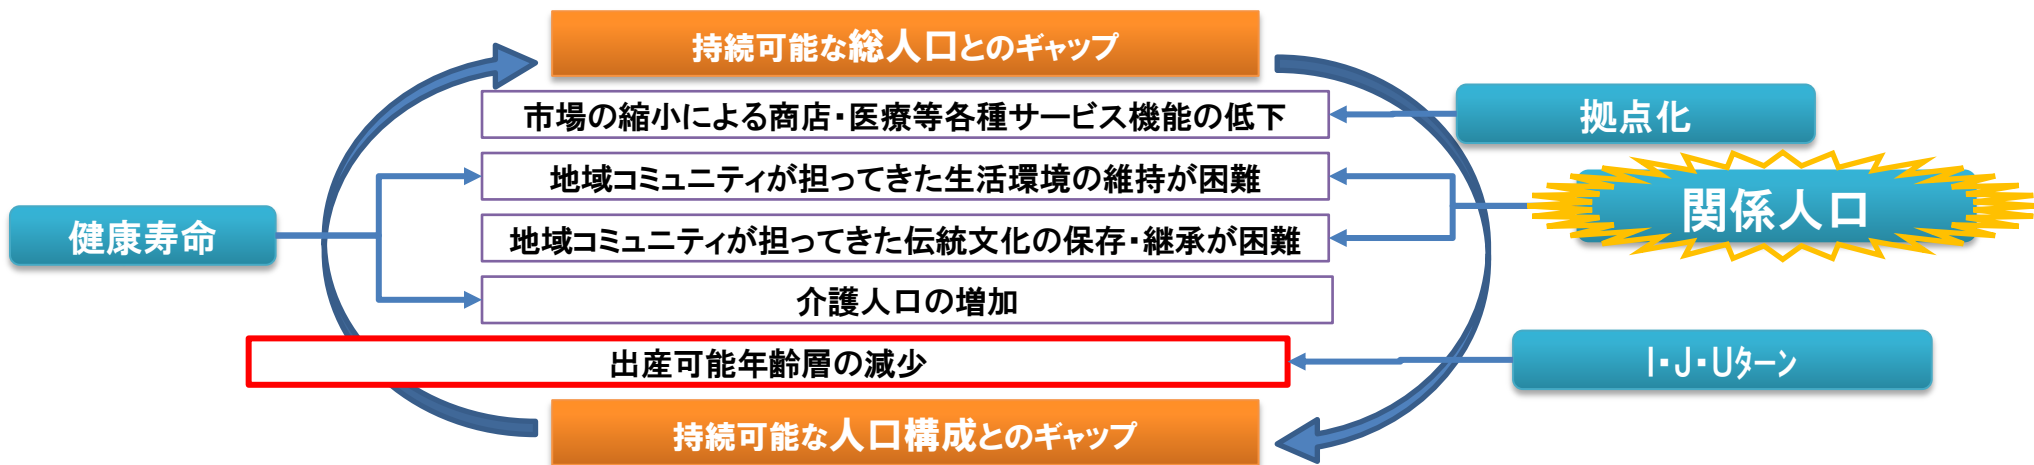 持続可能な総人口とのギャップ
市場の縮小による商店・医療等各種サービス機能の低下
拠点化
地域コミュニティが担ってきた生活環境の維持が困難
関係人口
健康寿命
地域コミュニティが担ってきた伝統文化の保存・継承が困難
介護人口の増加
出産可能年齢層の減少
I・J・Uターン
持続可能な人口構成とのギャップ